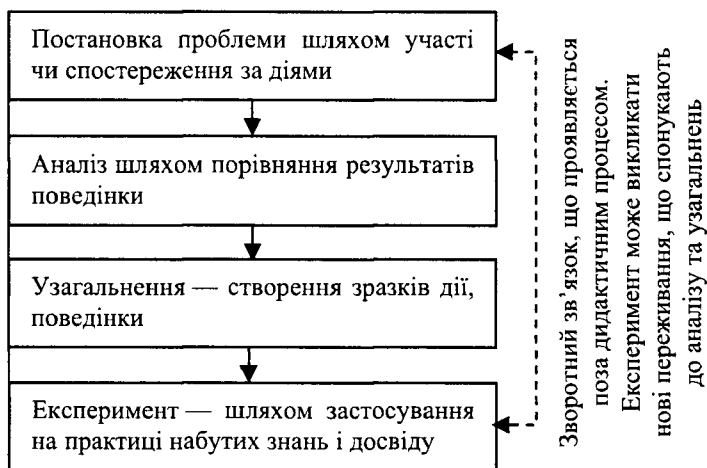 Постановка проблеми шляхом участі
чи спостереження за діями
Аналіз шляхом порівняння результатів
поведінки
Узагальнення — створення зразків дії,
поведінки
Експеримент — шляхом застосування
на практиці набутих знань і досвіду
Зворотний зв'язок, що проявляється
поза дидактичним процесом.
Експеримент може викликати
нові переживання, що спонукають
до аналізу та узагальнень